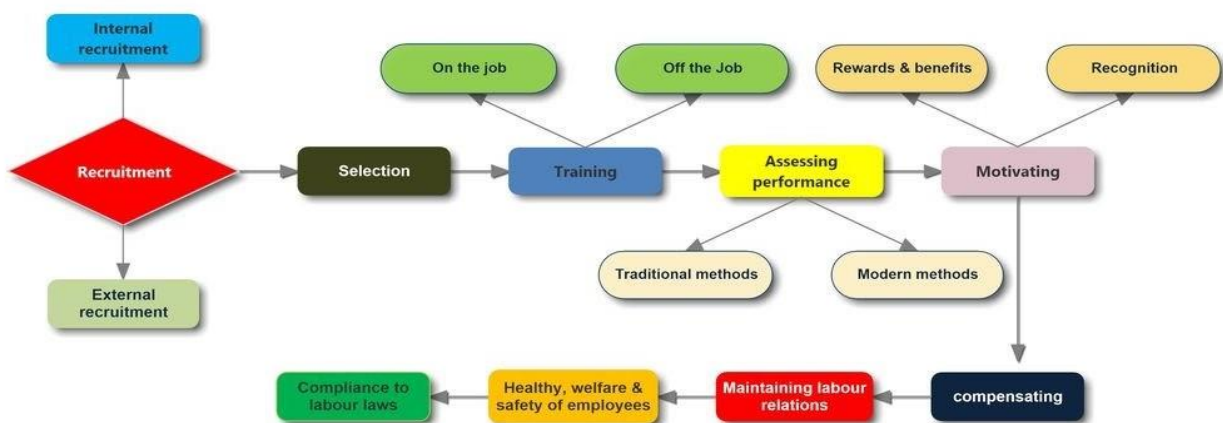 Internal
recruitment
On the job
Off the Job
Rewards & benefits
Recognition
Recruitment
Selection
Training
Assessing
performance
Motivating
Traditional methods
Modern methods
External
recruitment
Compliance to
labour laws
Healthy, welfare &
safety of employees
Maintaining labour
relations
compensating